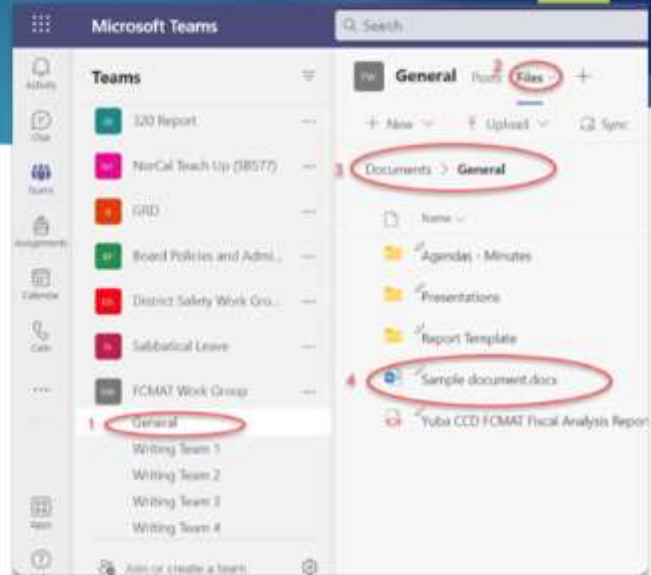 Microsoft Teams
Search
Activity
Chat
Teams
Assignments
Calendar
Calls
Apps
Teams
320 Report
NorCal Teach Up (SB577)
GRD
Board Policies and Admi...
District Safety Work Gro...
Sabbatical Leave
FCMAT Work Group
1
General
Writing Team 1
Writing Team 2
Writing Team 3
Writing Team 4
Join or create a team
General
Posts
2
Files
New
Upload
Sync
3
Documents > General
Name
Agendas - Minutes
Presentations
Report Template
4
Sample document.docx
Yuba CCD FCMAT Fiscal Analysis Repor